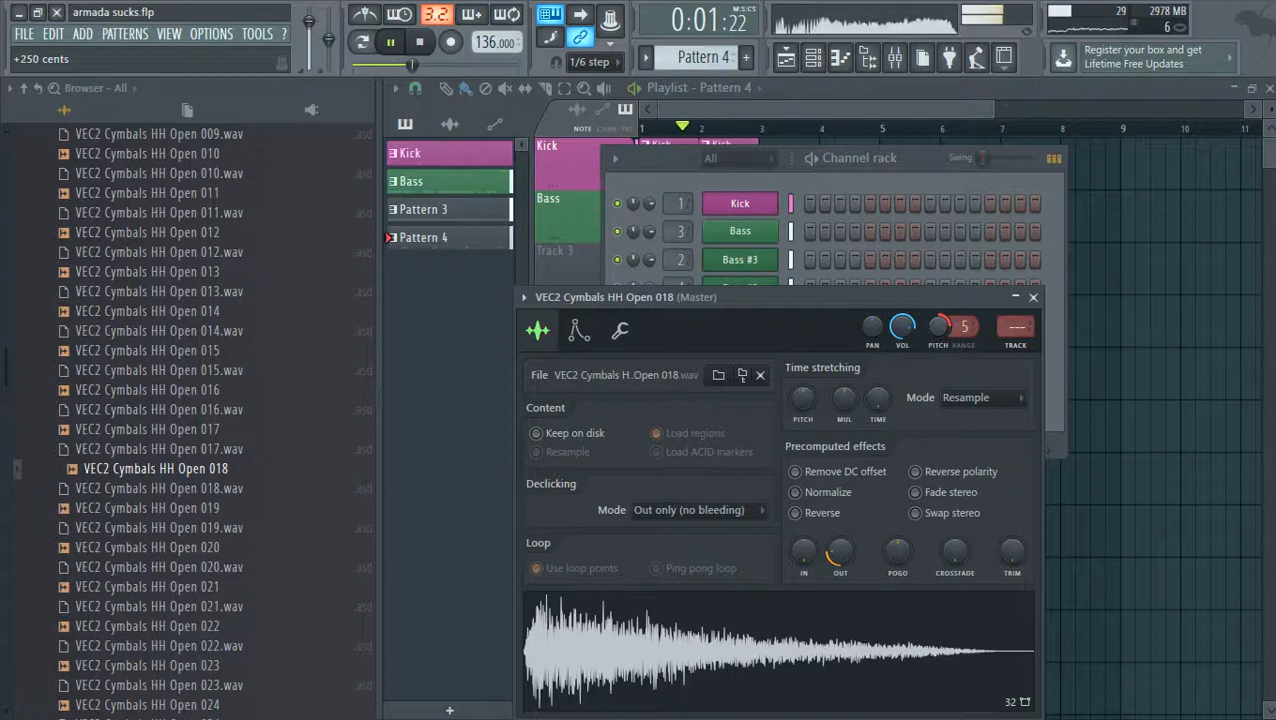 armada sucks.flp
FILE EDIT ADD PATTERNS VIEW OPTIONS TOOLS ?
+250 cents
3.2
136.000
1/6 step
0:01:22
M:S:CS
Pattern 4
29
2978 MB
6
Register your box and get
Lifetime Free Updates
Browser - All
VEC2 Cymbals HH Open 009.wav
VEC2 Cymbals HH Open 010
VEC2 Cymbals HH Open 010.wav
VEC2 Cymbals HH Open 011
VEC2 Cymbals HH Open 011.wav
VEC2 Cymbals HH Open 012
VEC2 Cymbals HH Open 012.wav
VEC2 Cymbals HH Open 013
VEC2 Cymbals HH Open 013.wav
VEC2 Cymbals HH Open 014
VEC2 Cymbals HH Open 014.wav
VEC2 Cymbals HH Open 015
VEC2 Cymbals HH Open 015.wav
VEC2 Cymbals HH Open 016
VEC2 Cymbals HH Open 016.wav
VEC2 Cymbals HH Open 017
VEC2 Cymbals HH Open 017.wav
VEC2 Cymbals HH Open 018
VEC2 Cymbals HH Open 018.wav
VEC2 Cymbals HH Open 019
VEC2 Cymbals HH Open 019.wav
VEC2 Cymbals HH Open 020
VEC2 Cymbals HH Open 020.wav
VEC2 Cymbals HH Open 021
VEC2 Cymbals HH Open 021.wav
VEC2 Cymbals HH Open 022
VEC2 Cymbals HH Open 022.wav
VEC2 Cymbals HH Open 023
VEC2 Cymbals HH Open 023.wav
VEC2 Cymbals HH Open 024
Playlist - Pattern 4
NOTE CHAN PAT
1 2 3 4 5 6 7 8 9 10 11
Kick
Bass
Pattern 3
Pattern 4
Kick
Bass
Track 3
All
Channel rack
Swing
1 Kick
3 Bass
2 Bass #3
VEC2 Cymbals HH Open 018 (Master)
5
PAN VOL PITCH RANGE TRACK
File VEC2 Cymbals H..Open 018.wav
Content
Keep on disk
Load regions
Resample
Load ACID markers
Declicking
Mode Out only (no bleeding)
Loop
Use loop points
Ping pong loop
Time stretching
PITCH MUL TIME
Mode Resample
Precomputed effects
Remove DC offset
Reverse polarity
Normalize
Fade stereo
Reverse
Swap stereo
IN OUT POGO CROSSFADE TRIM
32